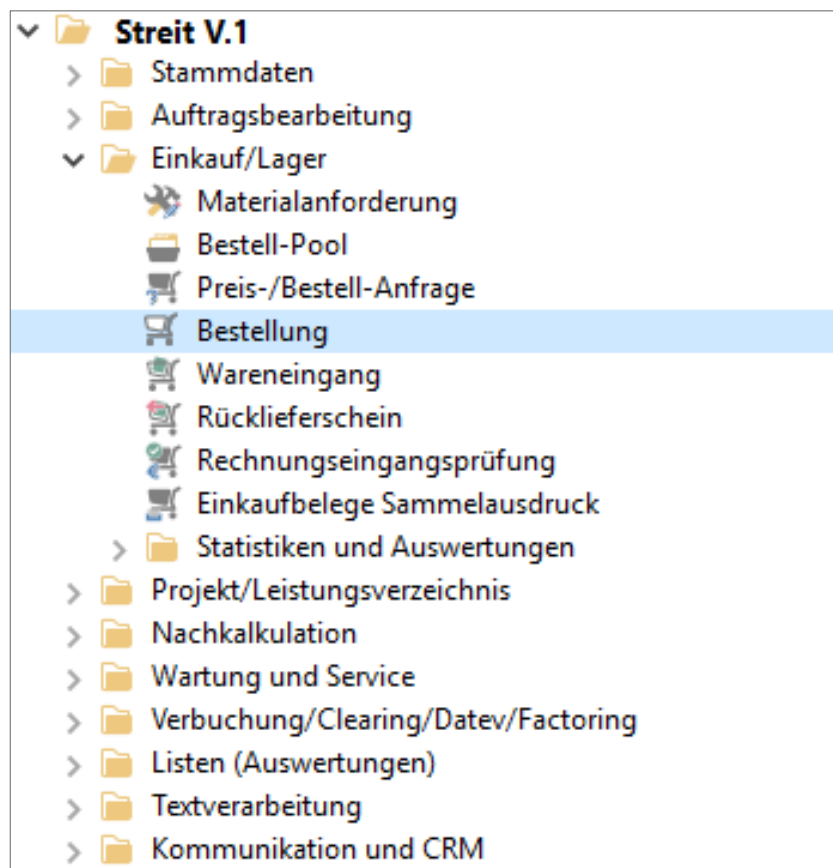 Streit V.1
Stammdaten
Auftragsbearbeitung
Einkauf/Lager
Materialanforderung
Bestell-Pool
Preis-/Bestell-Anfrage
Bestellung
Wareneingang
Rücklieferschein
Rechnungseingangsprüfung
Einkaufbelege Sammelausdruck
Statistiken und Auswertungen
Projekt/Leistungsverzeichnis
Nachkalkulation
Wartung und Service
Verbuchung/Clearing/Datev/Factoring
Listen (Auswertungen)
Textverarbeitung
Kommunikation und CRM